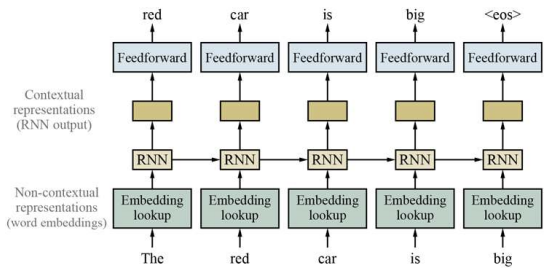 red car is big <eos>
Feedforward Feedforward Feedforward Feedforward Feedforward
Contextual
representations
(RNN output)
RNN RNN RNN RNN RNN
Non-contextual
representations
(word embeddings)
Embedding lookup Embedding lookup Embedding lookup Embedding lookup Embedding lookup
The red car is big